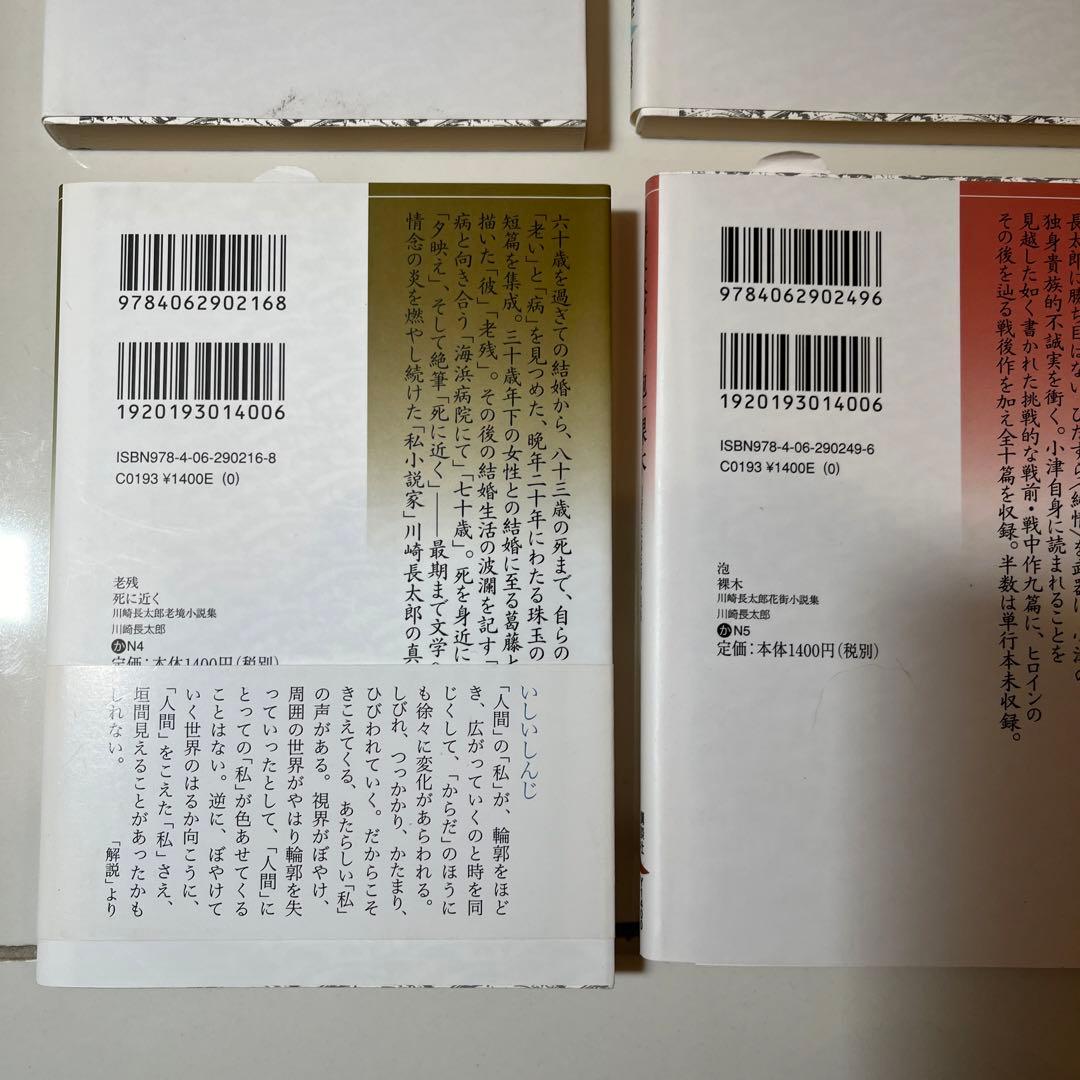 9784062902168
1920193014006
ISBN978-4-06-290216-8
C0193 ¥1400E (0)
六十歳を過ぎての結婚から、八十三歳の死まで、自らの
「老い」と「病」を見つめた、晩年二十年にわたる珠玉の
短篇を集成。三十歳年下の女性との結婚に至る葛藤と
描いた「彼」「老残」。その後の結婚生活の波瀾を記す「
病と向き合う「海浜病院にて」「七十歳」。死を身近に
「夕映え」、そして絶筆「死に近く」――最期まで文学
情念の炎を燃やし続けた「私小説家」川崎長太郎の真
老残
死に近く
川崎長太郎老境小説集
川崎長太郎
かN4
定価:本体1400円(税別)
いしいしんじ
「人間」の「私」が、輪郭をほど
き、広がっていくのと時を同
じくして、「からだ」のほうに
も徐々に変化があらわれる。
しびれ、つっかかり、かたまり、
ひびわれていく。だからこそ
きこえてくる、あたらしい「私」
の声がある。視界がぼやけ、
周囲の世界がやはり輪郭を失
っていったとして、「人間」に
とっての「私」が色あせてくる
ことはない。逆に、ぼやけて
いく世界のはるか向こうに、
「人間」をこえた「私」さえ、
垣間見えることがあったかも
しれない。
「解説」より
9784062902496
1920193014006
ISBN978-4-06-290249-6
C0193 ¥1400E (0)
長太郎に勝ち目はない。ひたすら〈純情〉を武器に、小津の
独身貴族的不誠実を衝く。小津自身に読まれることを
見越した如く書かれた挑戦的な戦前・戦中作九篇に、ヒロインの
その後を辿る戦後作を加え全十篇を収録。半数は単行本未収録。
泡
裸木
川崎長太郎花街小説集
川崎長太郎
かN5
定価:本体1400円(税別)
講談社